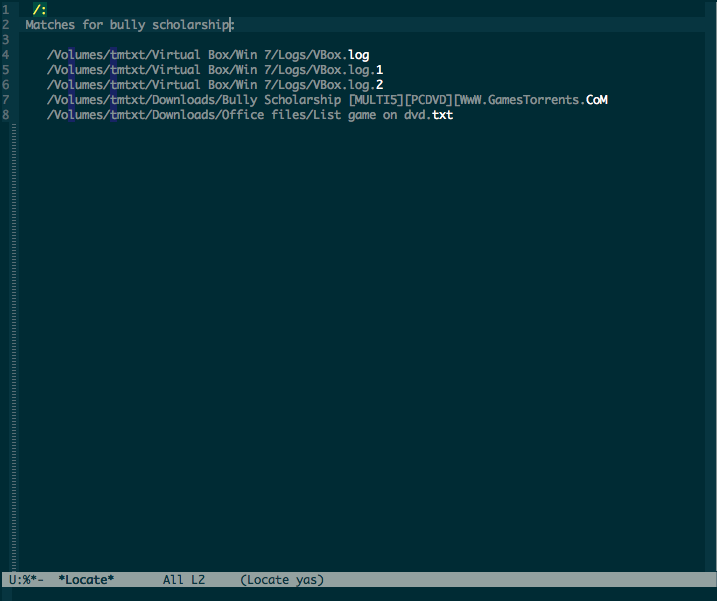 1 /:
2 Matches for bully scholarship:
3
4 /Volumes/tmtxt/Virtual Box/Win 7/Logs/VBox.log
5 /Volumes/tmtxt/Virtual Box/Win 7/Logs/VBox.log.1
6 /Volumes/tmtxt/Virtual Box/Win 7/Logs/VBox.log.2
7 /Volumes/tmtxt/Downloads/Bully Scholarship [MULTI5][PCDVD][WwW.GamesTorrents.CoM
8 /Volumes/tmtxt/Downloads/Office files/List game on dvd.txt
U:%*- *Locate* All L2 (Locate yas)